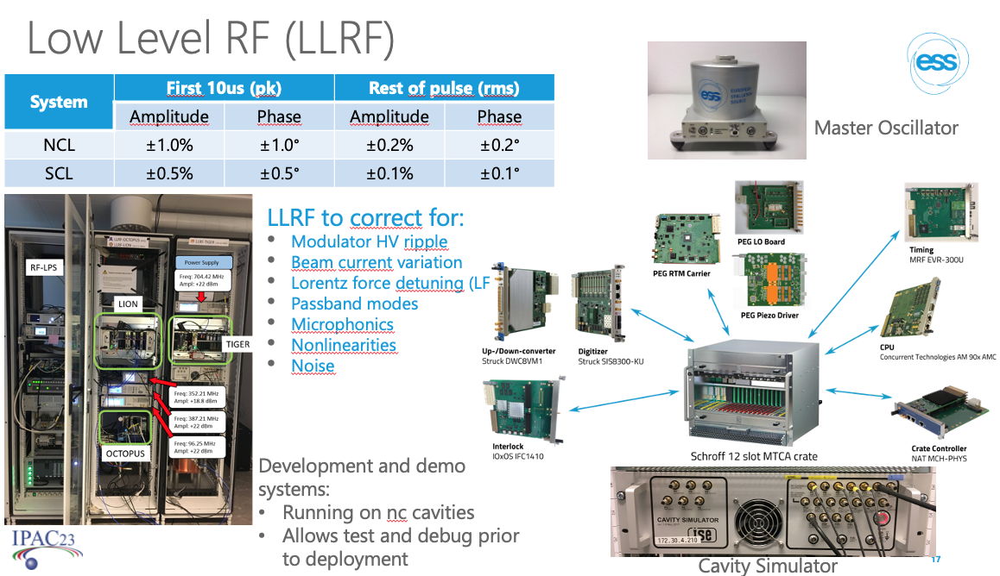 Low Level RF (LLRF)
ess
System
First 10us (pk)
Rest of pulse (rms)
Amplitude
Phase
Amplitude
Phase
NCL
±1.0%
±1.0°
±0.2%
±0.2°
SCL
±0.5%
±0.5°
±0.1%
±0.1°
ess
EUROPEAN
SPALLATION
SOURCE
Master Oscillator
RF-LPS
LLRF-OCTOPUS
LLRF-LION
LLRF-TIGER
Power Supply
Freq: 704.42 MHz
Ampl: +22 dBm
LION
TIGER
Freq: 352.21 MHz
Ampl: +18.8 dBm
Freq: 387.21 MHz
Ampl: +22 dBm
Freq: 96.25 MHz
Ampl: +22 dBm
OCTOPUS
LLRF to correct for:
• Modulator HV ripple
• Beam current variation
• Lorentz force detuning (LF
• Passband modes
• Microphonics
• Nonlinearities
• Noise
Development and demo
systems:
• Running on nc cavities
• Allows test and debug prior
to deployment
PEG RTM Carrier
PEG LO Board
PEG Piezo Driver
Timing
MRF EVR-300U
Up-/Down-converter
Struck DWC8VM1
Digitizer
Struck SIS8300-KU
CPU
Concurrent Technologies AM 90x AMC
Interlock
IOxOS IFC1410
Schroff 12 slot MTCA crate
Crate Controller
NAT MCH-PHYS
CAVITY SIMULATOR
ise
172.30.4.210
Cavity Simulator
IPAC23
17